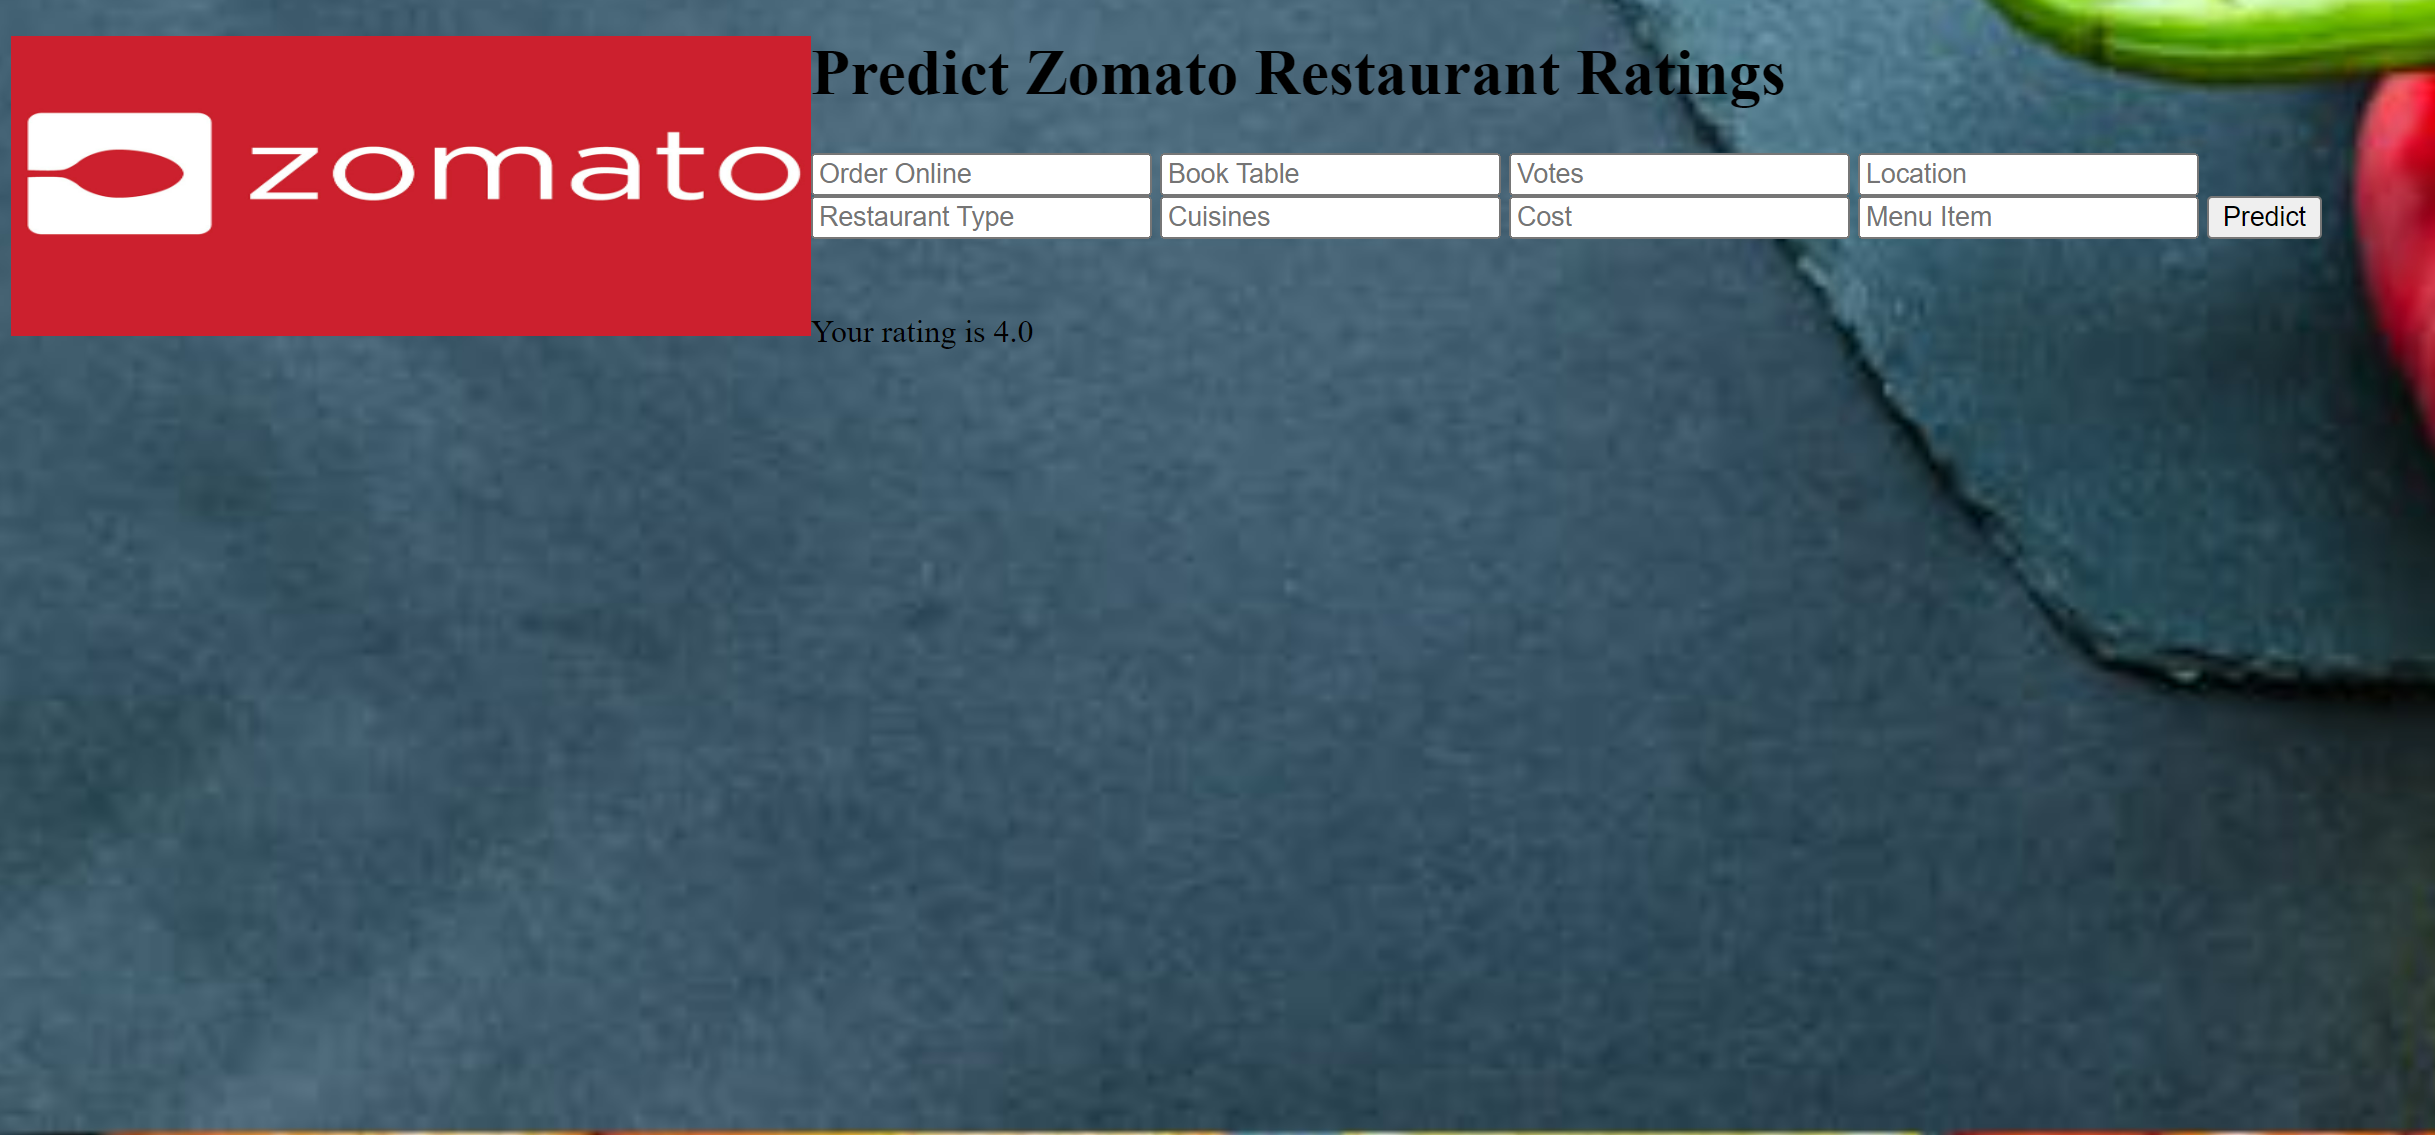 zomato
Predict Zomato Restaurant Ratings
Order Online Book Table Votes Location
Restaurant Type Cuisines Cost Menu Item Predict
Your rating is 4.0